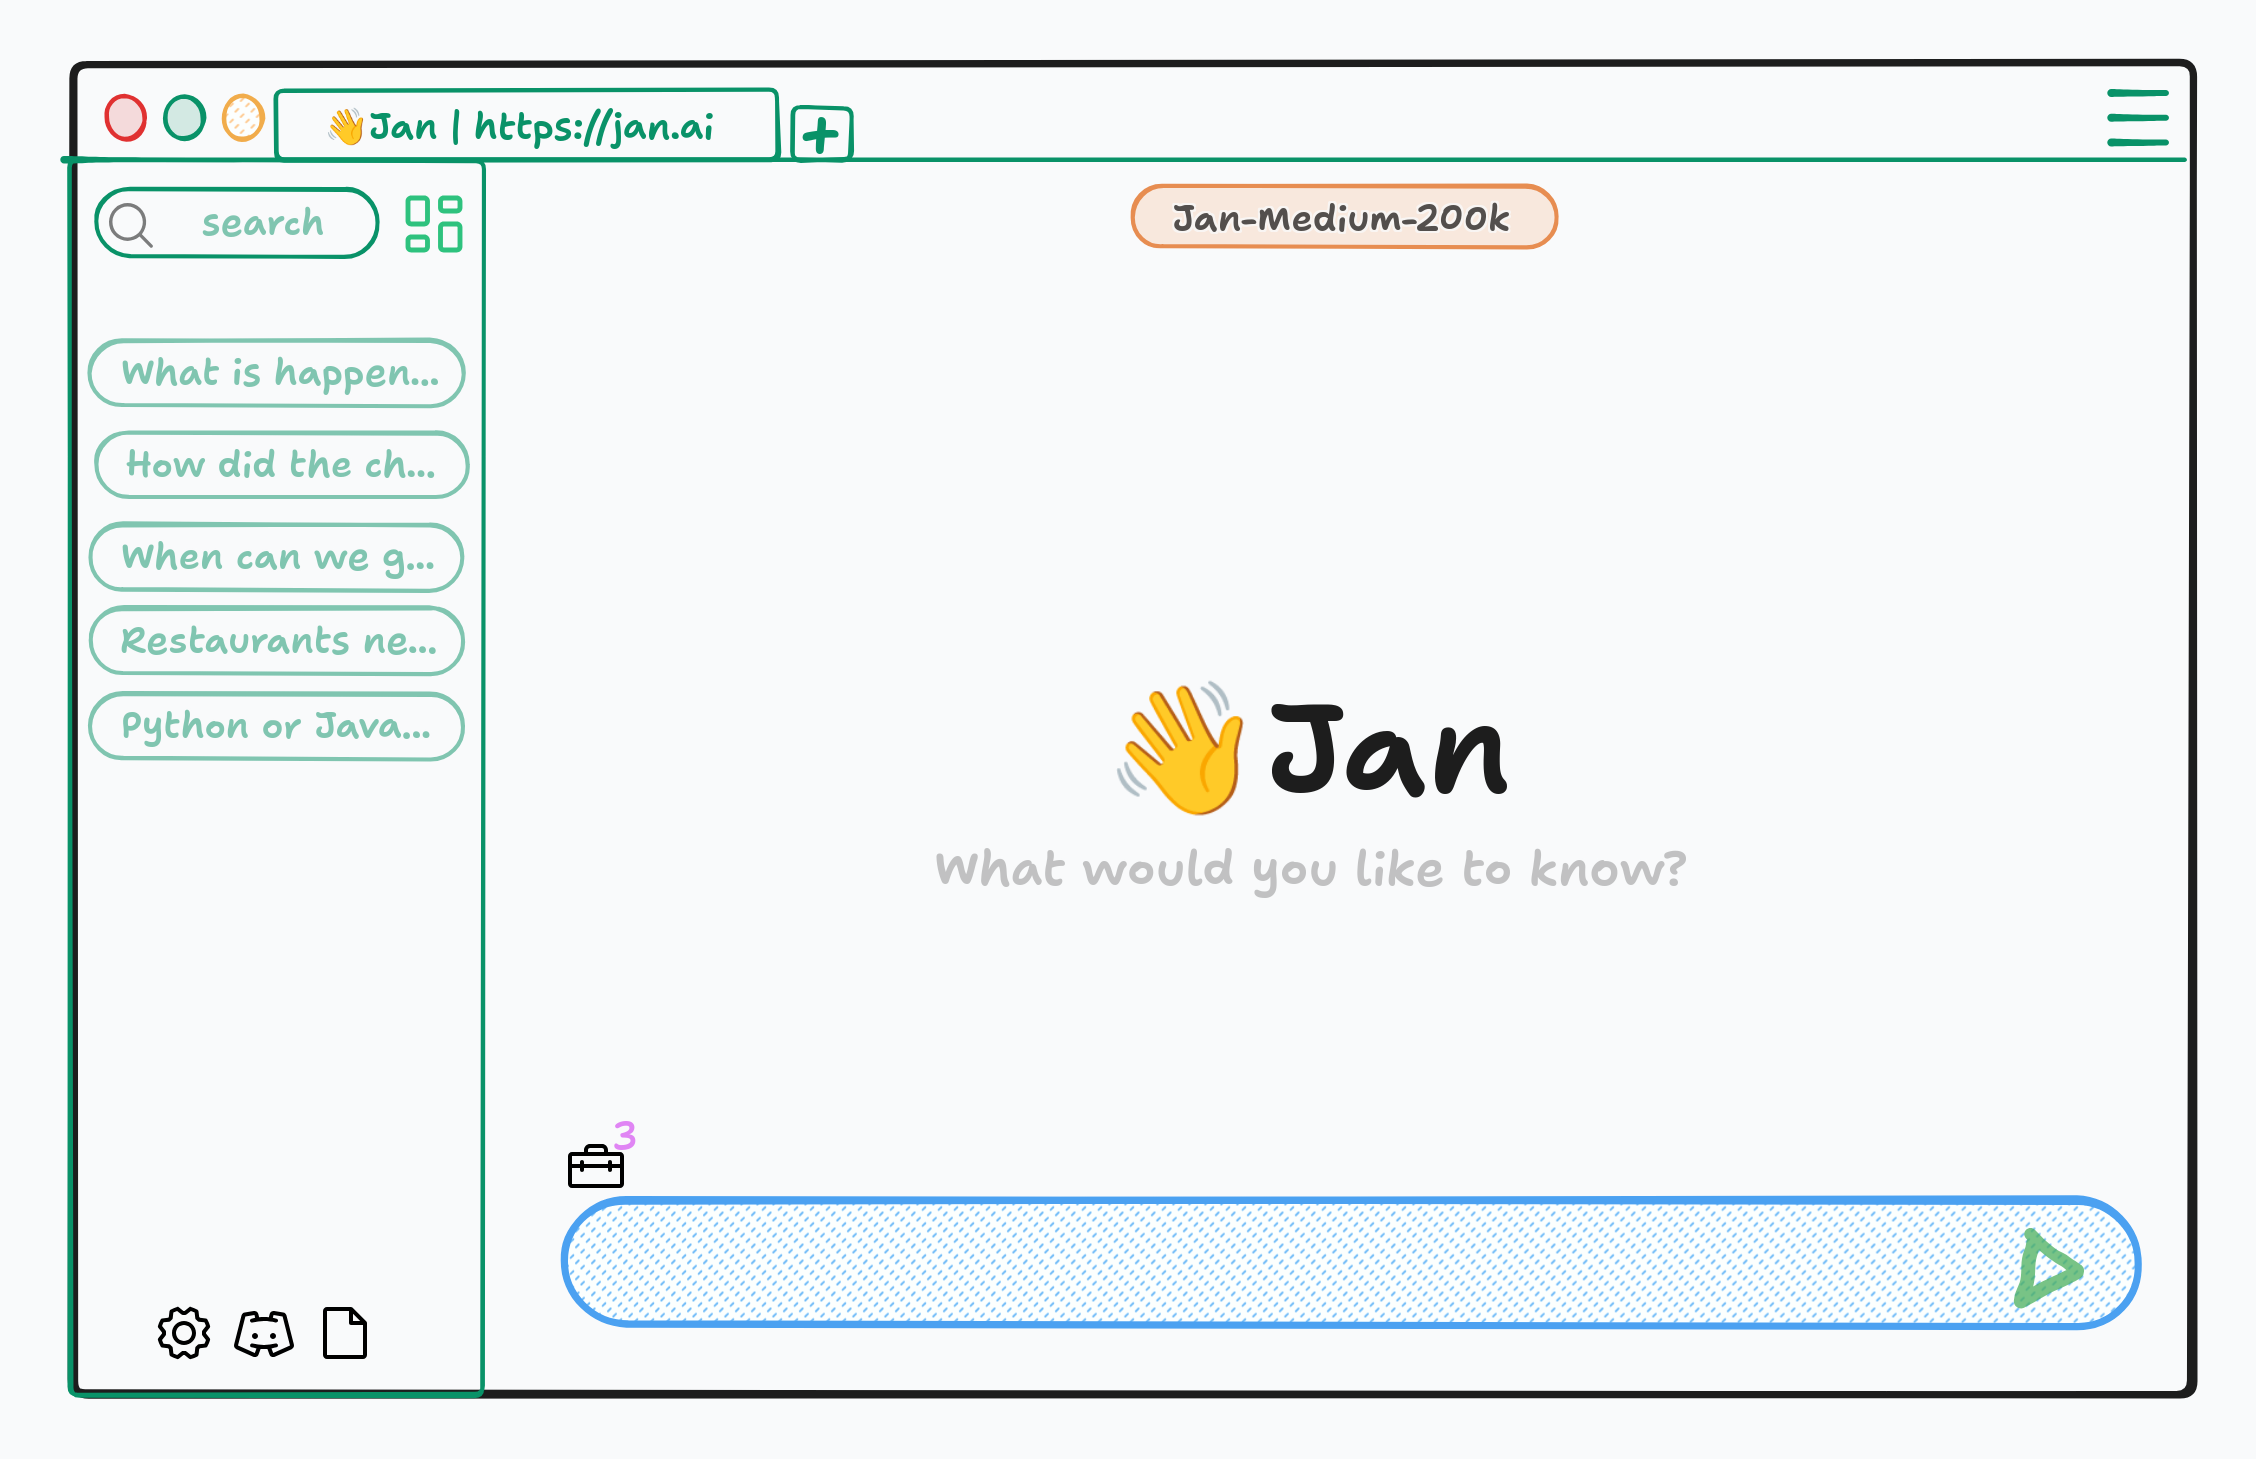 👋Jan | https://jan.ai
search
Jan-Medium-200k
What is happen...
How did the ch...
When can we g...
Restaurants ne...
Python or Java...
👋Jan
What would you like to know?
3